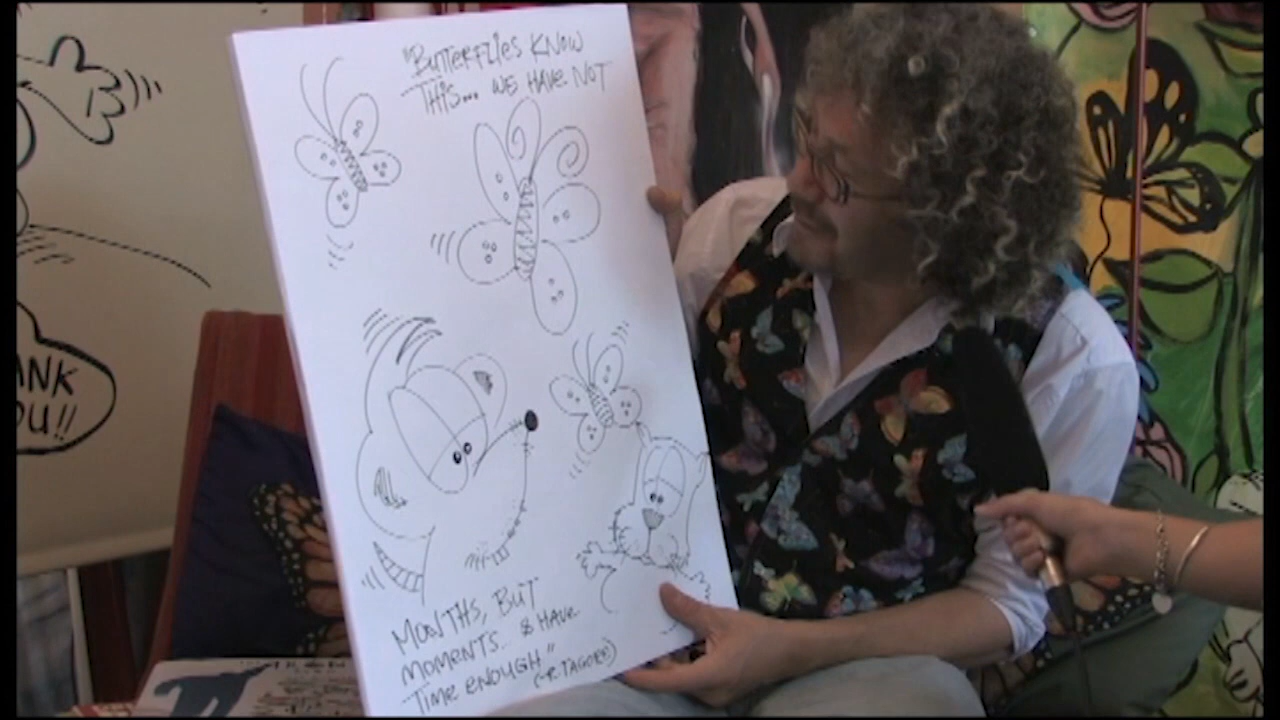 "BUTTERFLIES KNOW
THIS... WE HAVE NOT
MONTHS, BUT
MOMENTS.. & HAVE
TIME ENOUGH"
(-R. TAGORE)
ANK
OU!!